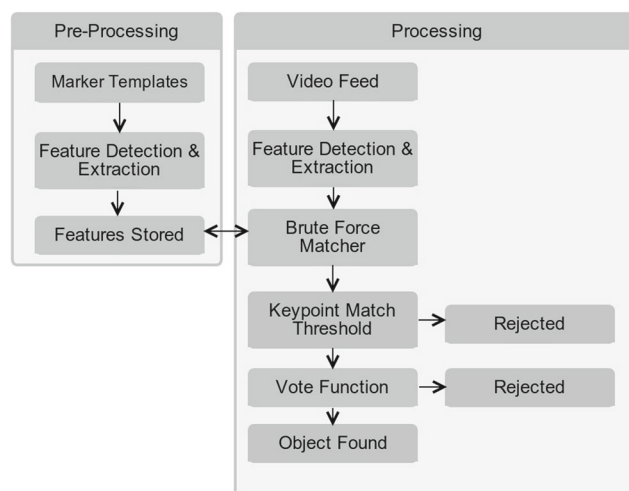 Pre-Processing
Marker Templates
Feature Detection &
Extraction
Features Stored
Processing
Video Feed
Feature Detection &
Extraction
Brute Force
Matcher
Keypoint Match
Threshold
Rejected
Vote Function
Rejected
Object Found